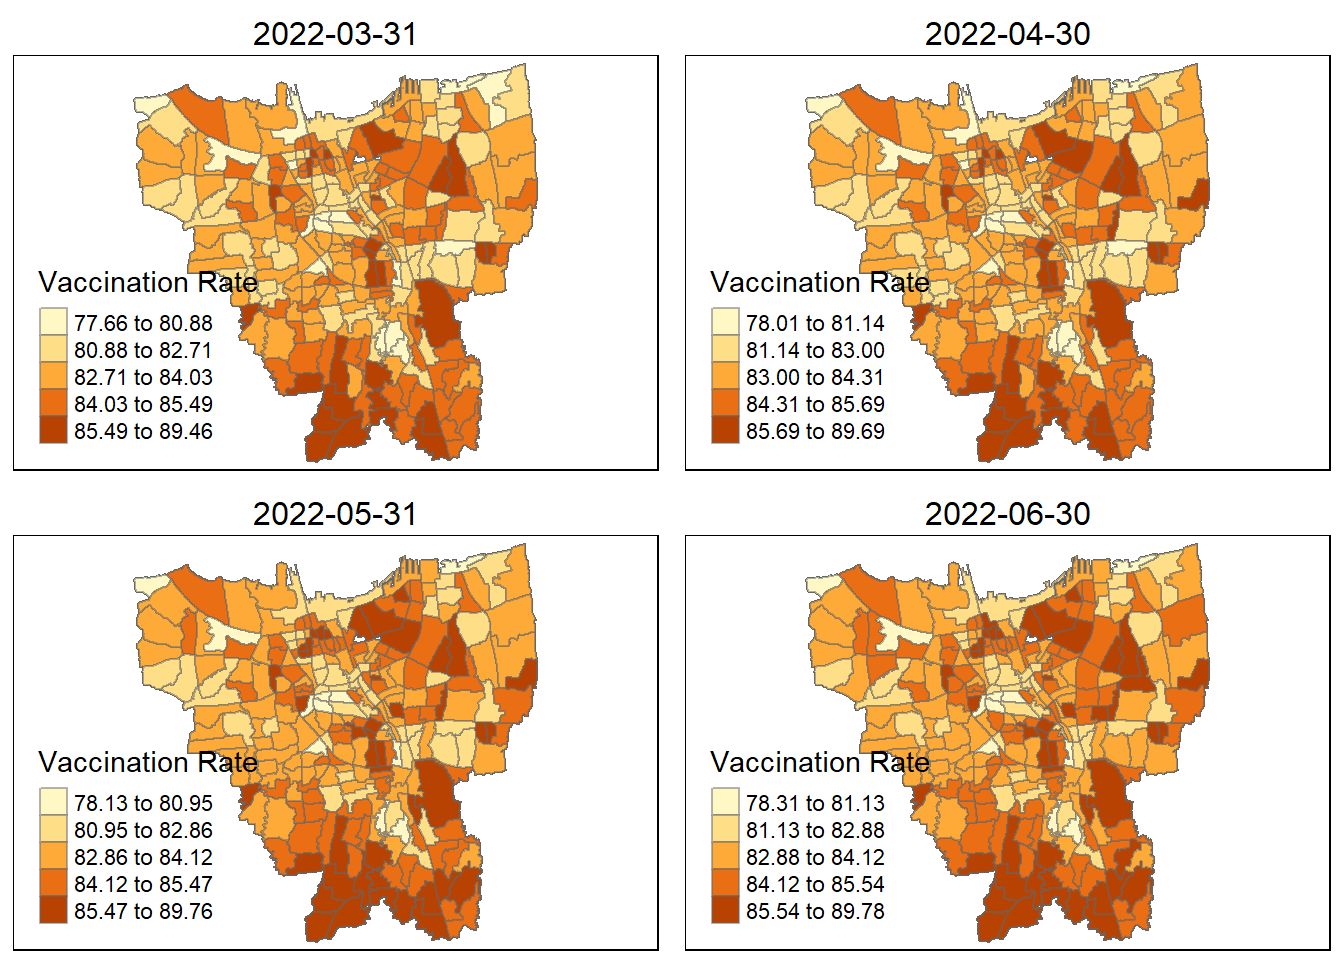 2022-03-31
Vaccination Rate
77.66 to 80.88
80.88 to 82.71
82.71 to 84.03
84.03 to 85.49
85.49 to 89.46
2022-04-30
Vaccination Rate
78.01 to 81.14
81.14 to 83.00
83.00 to 84.31
84.31 to 85.69
85.69 to 89.69
2022-05-31
Vaccination Rate
78.13 to 80.95
80.95 to 82.86
82.86 to 84.12
84.12 to 85.47
85.47 to 89.76
2022-06-30
Vaccination Rate
78.31 to 81.13
81.13 to 82.88
82.88 to 84.12
84.12 to 85.54
85.54 to 89.78